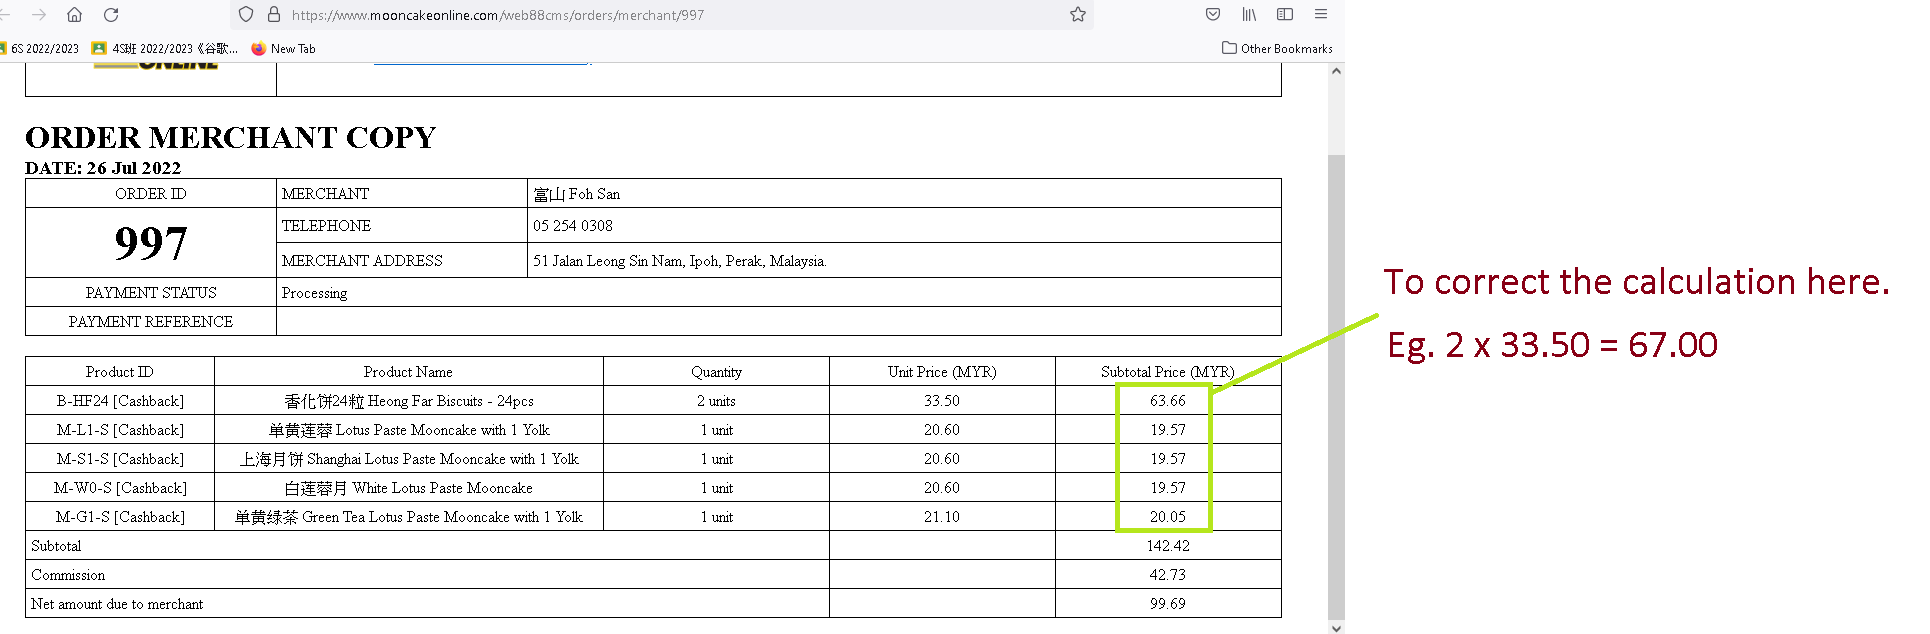 https://www.mooncakeonline.com/web88cms/orders/merchant/997
6S 2022/2023 4S班 2022/2023《谷歌... New Tab Other Bookmarks
ONLINE
ORDER MERCHANT COPY
DATE: 26 Jul 2022
ORDER ID MERCHANT 富山 Foh San
997 TELEPHONE 05 254 0308
MERCHANT ADDRESS 51 Jalan Leong Sin Nam, Ipoh, Perak, Malaysia.
PAYMENT STATUS Processing
PAYMENT REFERENCE
To correct the calculation here.
Eg. 2 x 33.50 = 67.00
Product ID Product Name Quantity Unit Price (MYR) Subtotal Price (MYR)
B-HF24 [Cashback] 香化饼24粒 Heong Far Biscuits - 24pcs 2 units 33.50 63.66
M-L1-S [Cashback] 单黄莲蓉 Lotus Paste Mooncake with 1 Yolk 1 unit 20.60 19.57
M-S1-S [Cashback] 上海月饼 Shanghai Lotus Paste Mooncake with 1 Yolk 1 unit 20.60 19.57
M-W0-S [Cashback] 白莲蓉月 White Lotus Paste Mooncake 1 unit 20.60 19.57
M-G1-S [Cashback] 单黄绿茶 Green Tea Lotus Paste Mooncake with 1 Yolk 1 unit 21.10 20.05
Subtotal 142.42
Commission 42.73
Net amount due to merchant 99.69